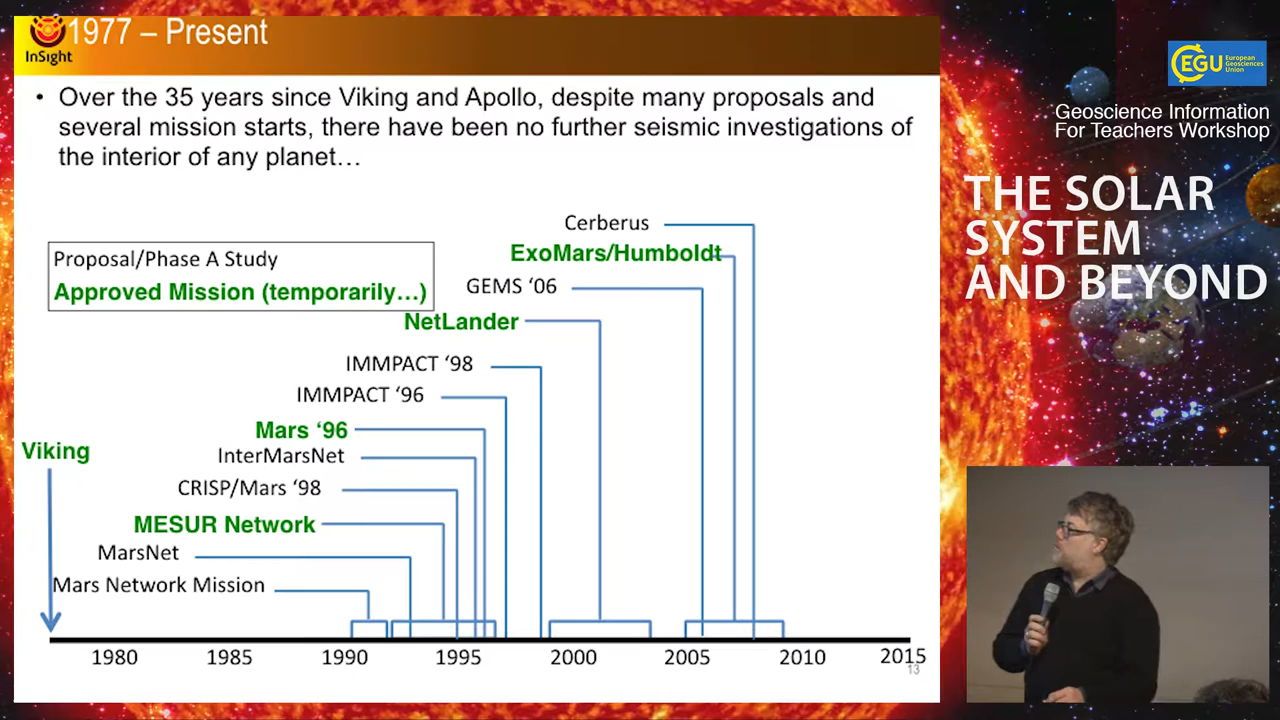 1977 – Present
InSight
• Over the 35 years since Viking and Apollo, despite many proposals and
several mission starts, there have been no further seismic investigations of
the interior of any planet…
Cerberus
ExoMars/Humboldt
Proposal/Phase A Study
Approved Mission (temporarily…)
GEMS ‘06
NetLander
IMMPACT ‘98
IMMPACT ‘96
Mars ‘96
Viking
InterMarsNet
CRISP/Mars ‘98
MESUR Network
MarsNet
Mars Network Mission
1980 1985 1990 1995 2000 2005 2010 2015
13
EGU
European
Geosciences
Union
Geoscience Information
For Teachers Workshop
THE SOLAR
SYSTEM
AND BEYOND